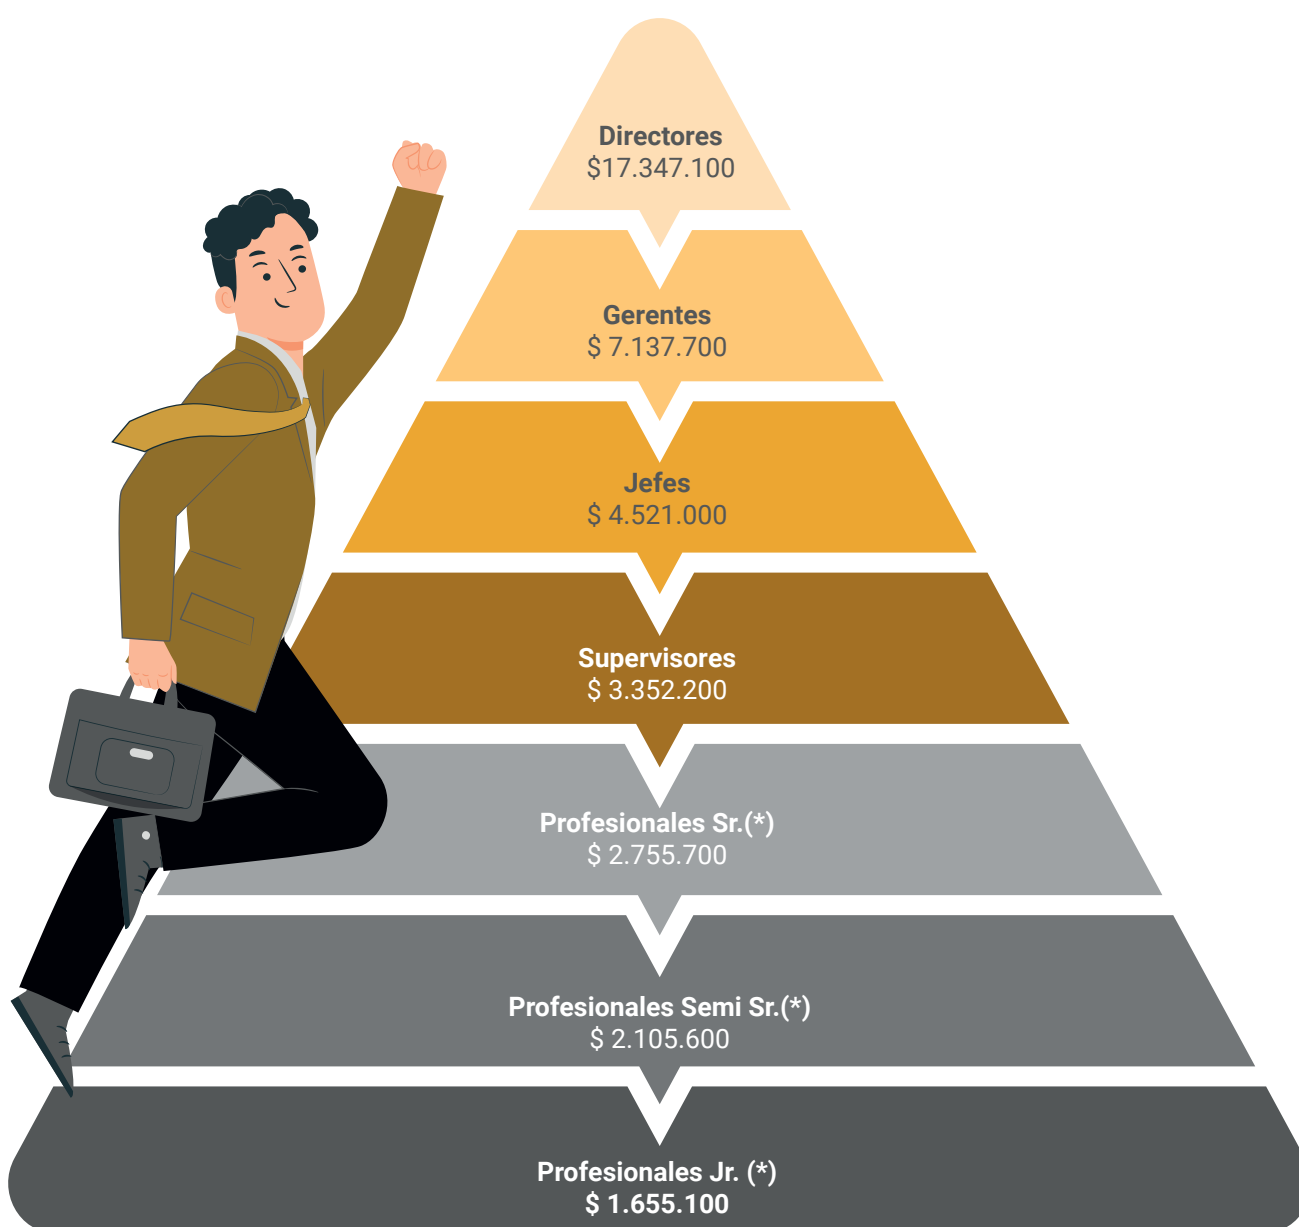 Directores
$17.347.100
Gerentes
$ 7.137.700
Jefes
$ 4.521.000
Supervisores
$ 3.352.200
Profesionales Sr.(*)
$ 2.755.700
Profesionales Semi Sr.(*)
$ 2.105.600
Profesionales Jr. (*)
$ 1.655.100